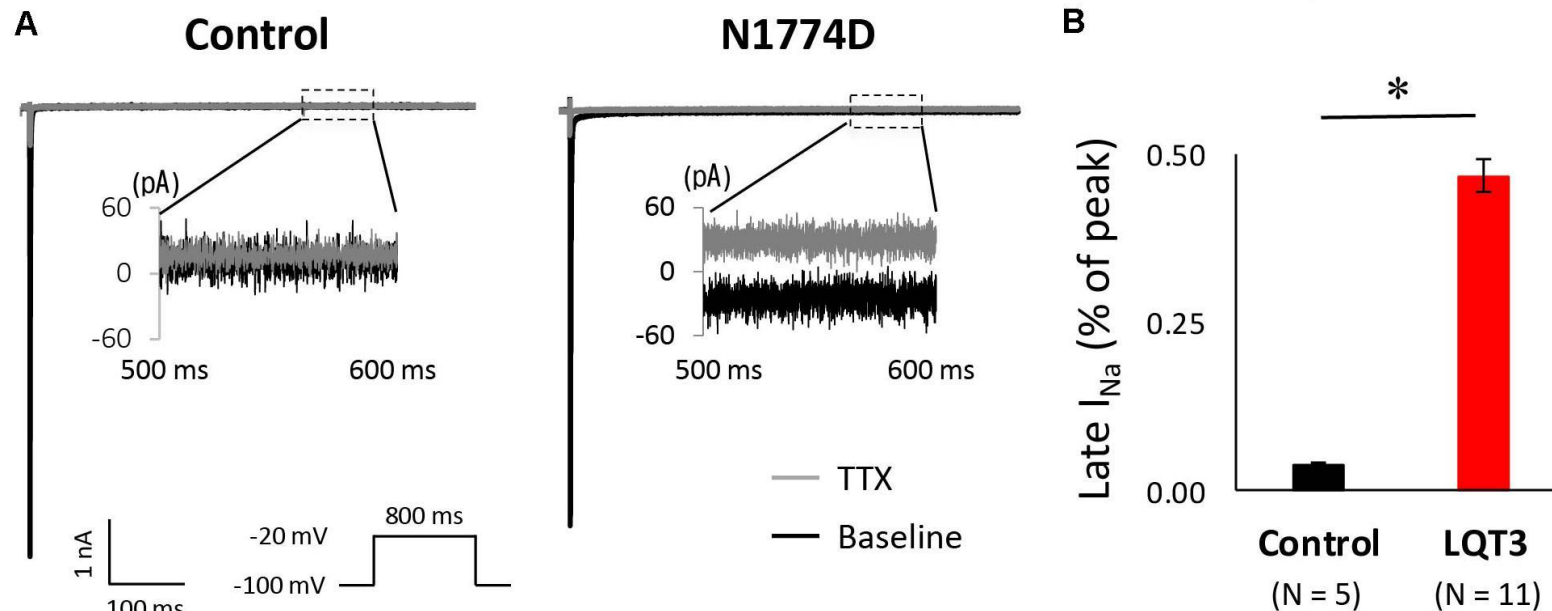 A
Control
(pA)
60
0
-60
500 ms
600 ms
1 nA
100 ms
800 ms
-20 mV
-100 mV
N1774D
(pA)
60
0
-60
500 ms
600 ms
TTX
Baseline
B
*
Late INa (% of peak)
0.50
0.25
0.00
Control
LQT3
(N = 5)
(N = 11)